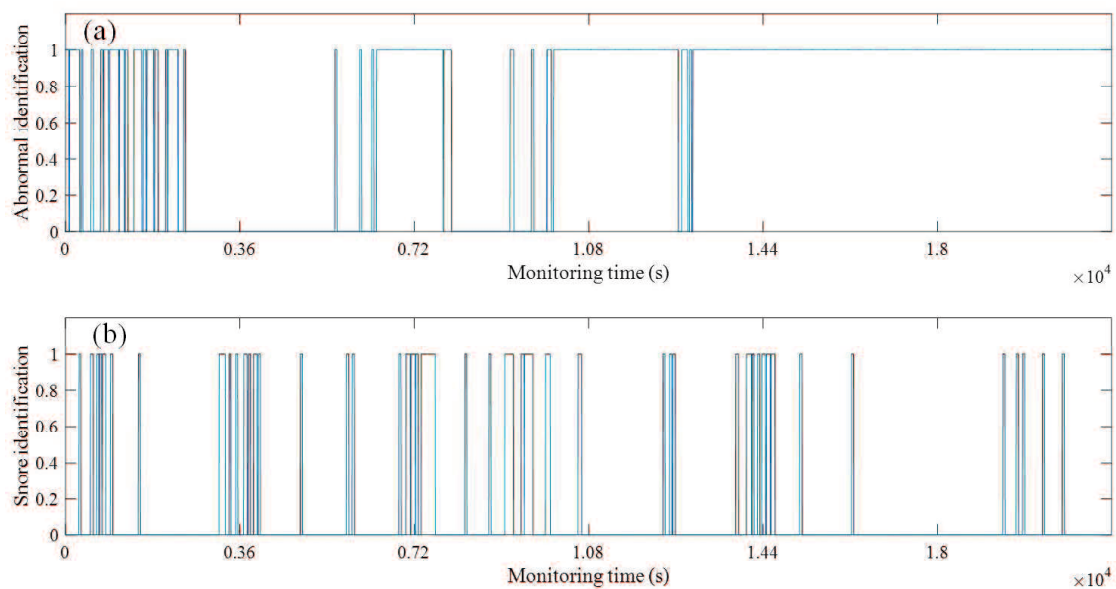 (a)
Abnormal identification
1
0.8
0.6
0.4
0.2
0
0 0.36 0.72 1.08 1.44 1.8
Monitoring time (s)
×10⁴
(b)
Snore identification
1
0.8
0.6
0.4
0.2
0
0 0.36 0.72 1.08 1.44 1.8
Monitoring time (s)
×10⁴